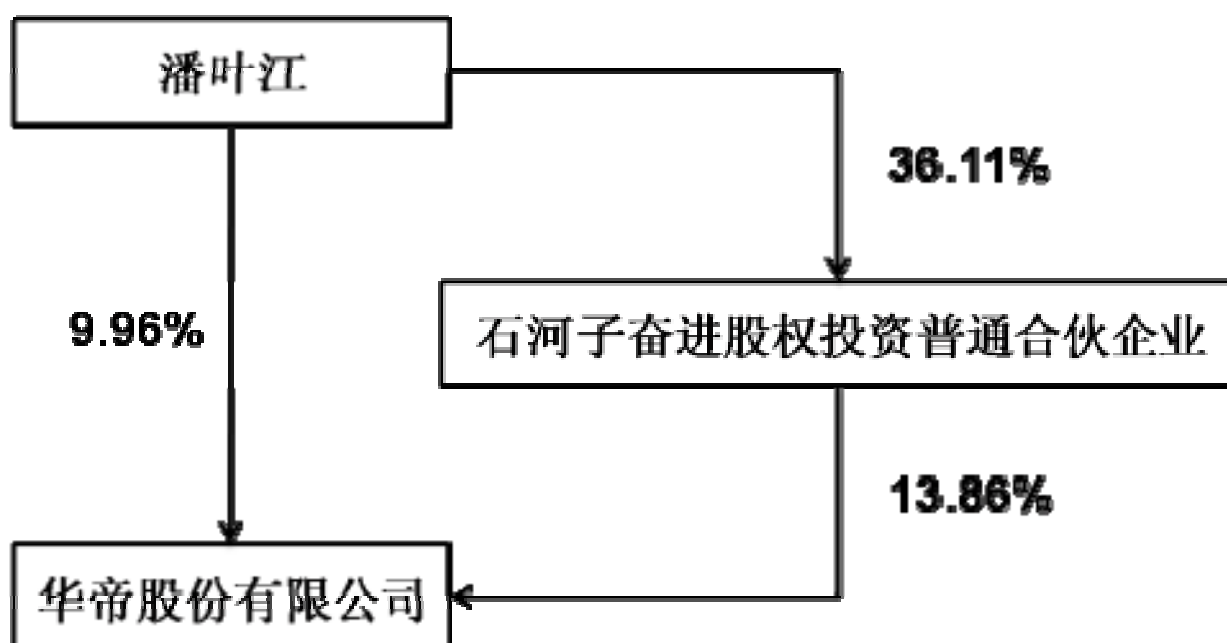 潘叶江
36.11%
9.96%
石河子奋进股权投资普通合伙企业
13.86%
华帝股份有限公司